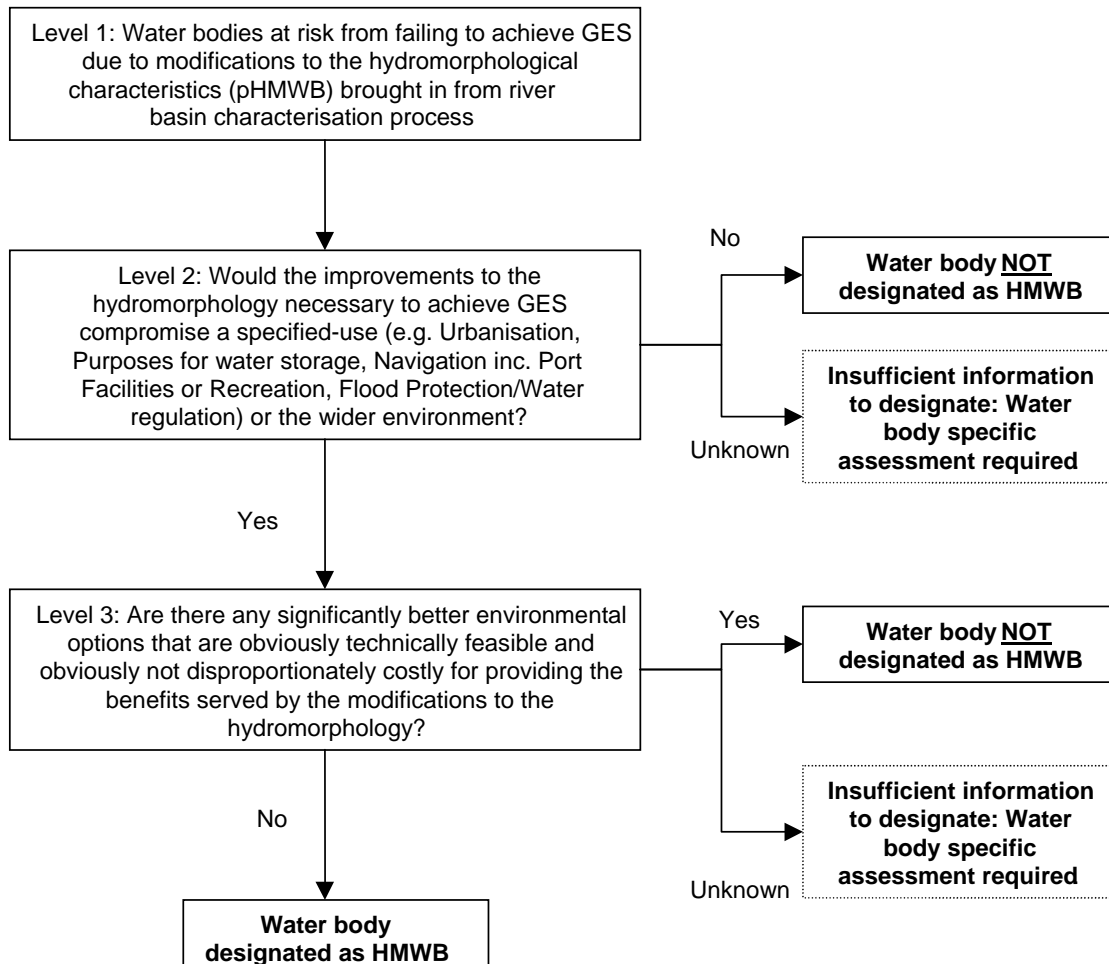 Level 1: Water bodies at risk from failing to achieve GES
due to modifications to the hydromorphological
characteristics (pHMWB) brought in from river
basin characterisation process
No
Water body NOT
designated as HMWB
Level 2: Would the improvements to the
hydromorphology necessary to achieve GES
compromise a specified-use (e.g. Urbanisation,
Purposes for water storage, Navigation inc. Port
Facilities or Recreation, Flood Protection/Water
regulation) or the wider environment?
Insufficient information
to designate: Water
body specific
assessment required
Unknown
Yes
Level 3: Are there any significantly better environmental
options that are obviously technically feasible and
obviously not disproportionately costly for providing the
benefits served by the modifications to the
hydromorphology?
Yes
Water body NOT
designated as HMWB
Insufficient information
to designate: Water
body specific
assessment required
Unknown
No
Water body
designated as HMWB